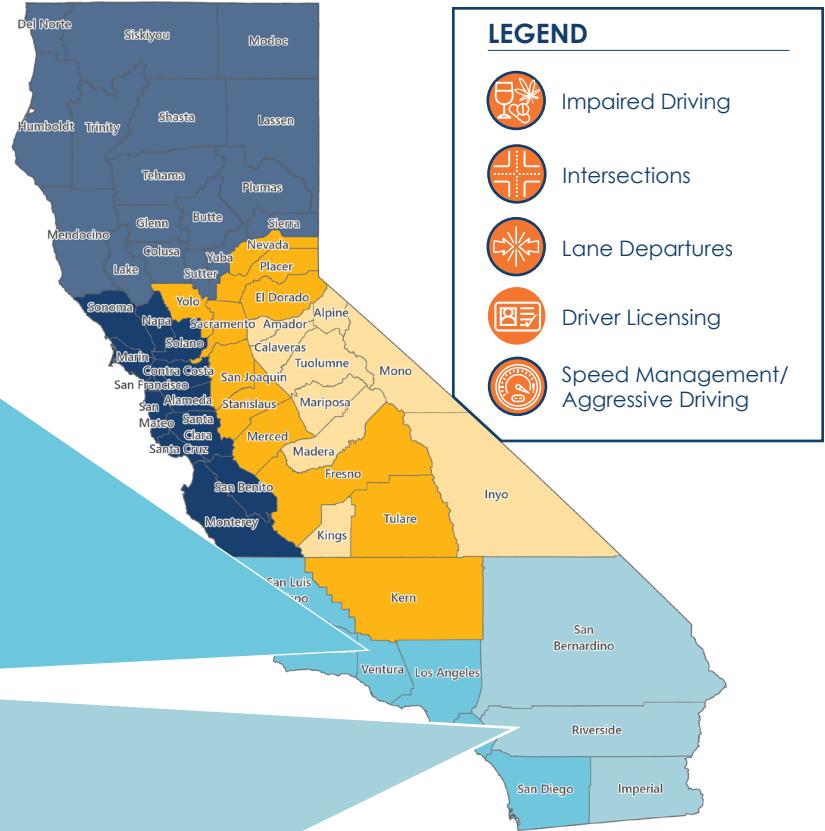 Del Norte
Siskiyou
Modoc
Humboldt
Trinity
Shasta
Lassen
Tehama
Plumas
Mendocino
Glenn
Butte
Sierra
Lake
Colusa
Yuba
Sutter
Nevada
Placer
El Dorado
Yolo
Sonoma
Napa
Sacramento
Solano
Marin
Contra Costa
San Francisco
Alameda
San
Mateo
Santa
Clara
Santa Cruz
San Joaquin
Stanislaus
Merced
Alpine
Amador
Calaveras
Tuolumne
Mono
Mariposa
Madera
Fresno
San Benito
Monterey
Kings
Tulare
Inyo
San Luis
Kern
San
Bernardino
Ventura
Los Angeles
Riverside
San Diego
Imperial
LEGEND
Impaired Driving
Intersections
Lane Departures
Driver Licensing
Speed Management/
Aggressive Driving